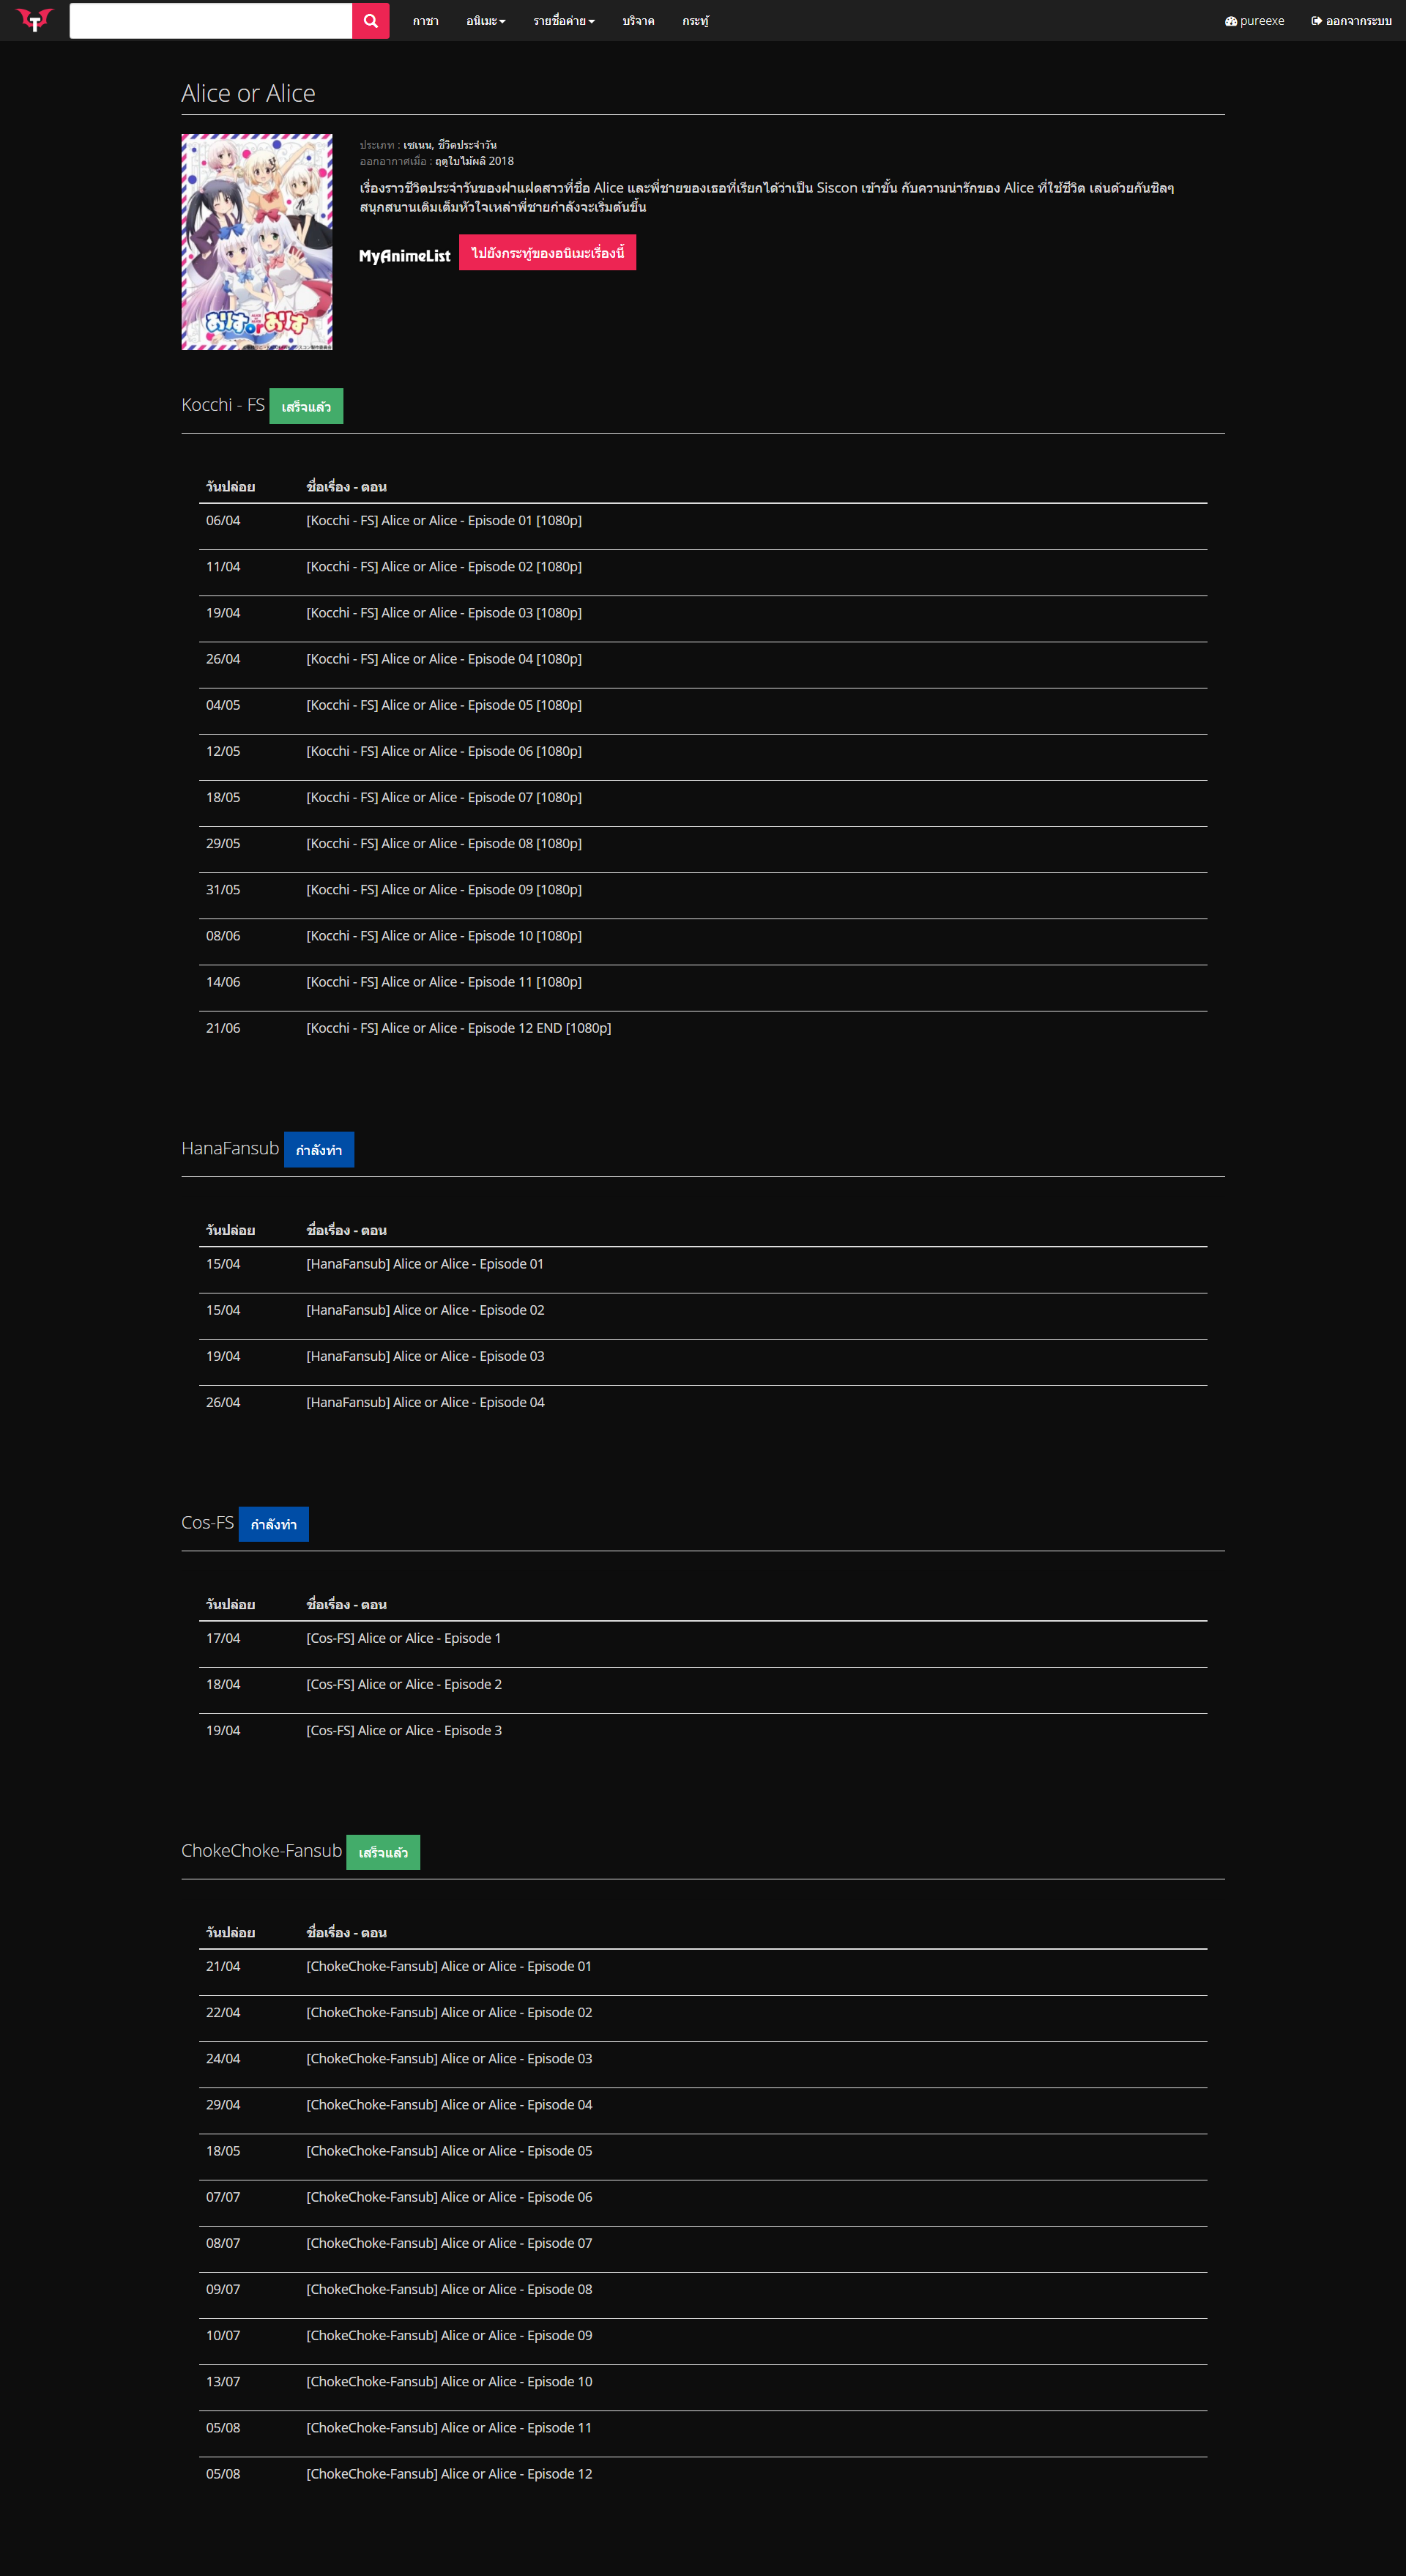 กาชา อนิเมะ รายชื่อค่าย บริจาค กระทู้ pureexe ออกจากระบบ
Alice or Alice
ประเภท : เซเนน, ชีวิตประจำวัน
ออกอากาศเมื่อ : ฤดูใบไม้ผลิ 2018
เรื่องราวชีวิตประจำวันของฝาแฝดสาวที่ชื่อ Alice และพี่ชายของเธอที่เรียกได้ว่าเป็น Siscon เข้าขั้น กับความน่ารักของ Alice ที่ใช้ชีวิต เล่นด้วยกันชิลๆ
สนุกสนานเติมเต็มหัวใจเหล่าพี่ชายกำลังจะเริ่มต้นขึ้น
MyAnimeList ไปยังกระทู้ของอนิเมะเรื่องนี้
おりすorありす
Kocchi - FS เสร็จแล้ว
วันปล่อย ชื่อเรื่อง - ตอน
06/04 [Kocchi - FS] Alice or Alice - Episode 01 [1080p]
11/04 [Kocchi - FS] Alice or Alice - Episode 02 [1080p]
19/04 [Kocchi - FS] Alice or Alice - Episode 03 [1080p]
26/04 [Kocchi - FS] Alice or Alice - Episode 04 [1080p]
04/05 [Kocchi - FS] Alice or Alice - Episode 05 [1080p]
12/05 [Kocchi - FS] Alice or Alice - Episode 06 [1080p]
18/05 [Kocchi - FS] Alice or Alice - Episode 07 [1080p]
29/05 [Kocchi - FS] Alice or Alice - Episode 08 [1080p]
31/05 [Kocchi - FS] Alice or Alice - Episode 09 [1080p]
08/06 [Kocchi - FS] Alice or Alice - Episode 10 [1080p]
14/06 [Kocchi - FS] Alice or Alice - Episode 11 [1080p]
21/06 [Kocchi - FS] Alice or Alice - Episode 12 END [1080p]
HanaFansub กำลังทำ
วันปล่อย ชื่อเรื่อง - ตอน
15/04 [HanaFansub] Alice or Alice - Episode 01
15/04 [HanaFansub] Alice or Alice - Episode 02
19/04 [HanaFansub] Alice or Alice - Episode 03
26/04 [HanaFansub] Alice or Alice - Episode 04
Cos-FS กำลังทำ
วันปล่อย ชื่อเรื่อง - ตอน
17/04 [Cos-FS] Alice or Alice - Episode 1
18/04 [Cos-FS] Alice or Alice - Episode 2
19/04 [Cos-FS] Alice or Alice - Episode 3
ChokeChoke-Fansub เสร็จแล้ว
วันปล่อย ชื่อเรื่อง - ตอน
21/04 [ChokeChoke-Fansub] Alice or Alice - Episode 01
22/04 [ChokeChoke-Fansub] Alice or Alice - Episode 02
24/04 [ChokeChoke-Fansub] Alice or Alice - Episode 03
29/04 [ChokeChoke-Fansub] Alice or Alice - Episode 04
18/05 [ChokeChoke-Fansub] Alice or Alice - Episode 05
07/07 [ChokeChoke-Fansub] Alice or Alice - Episode 06
08/07 [ChokeChoke-Fansub] Alice or Alice - Episode 07
09/07 [ChokeChoke-Fansub] Alice or Alice - Episode 08
10/07 [ChokeChoke-Fansub] Alice or Alice - Episode 09
13/07 [ChokeChoke-Fansub] Alice or Alice - Episode 10
05/08 [ChokeChoke-Fansub] Alice or Alice - Episode 11
05/08 [ChokeChoke-Fansub] Alice or Alice - Episode 12